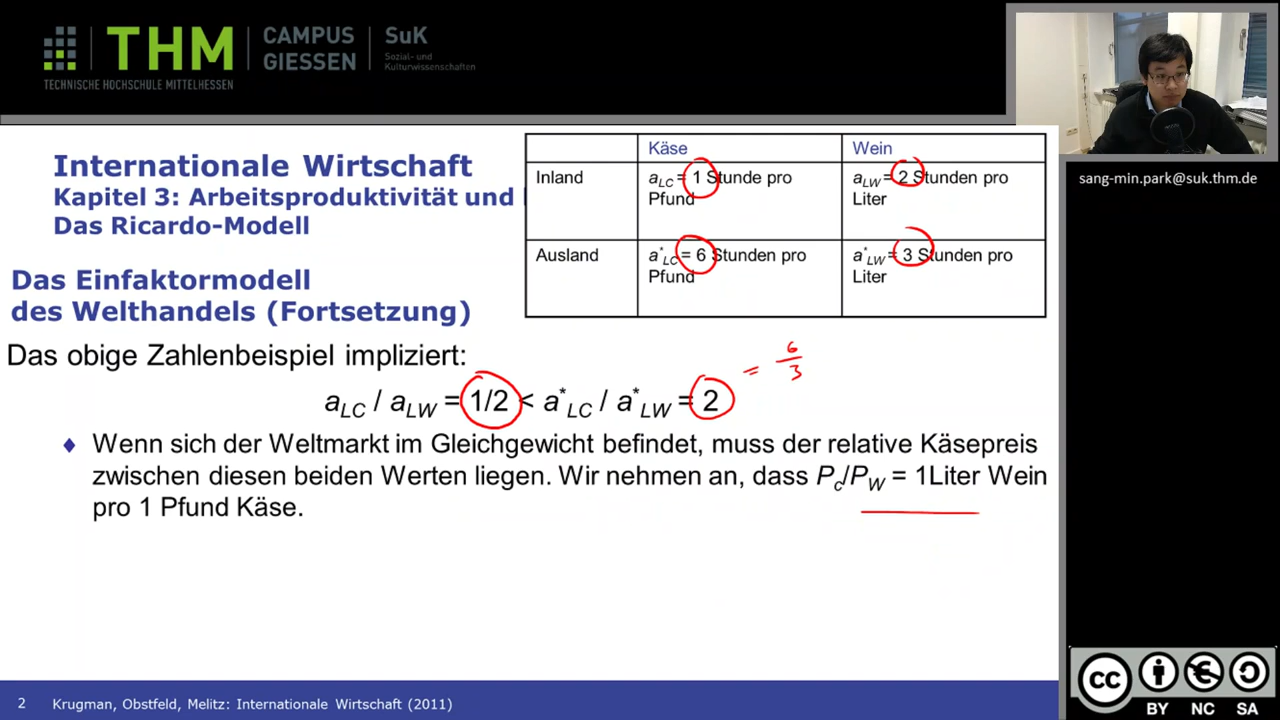 THM
TECHNISCHE HOCHSCHULE MITTELHESSEN
CAMPUS
GIESSEN
SuK
Sozial- und
Kulturwissenschaften
sang-min.park@suk.thm.de
Internationale Wirtschaft
Kapitel 3: Arbeitsproduktivität und
Das Ricardo-Modell
Käse Wein
Inland aLC = 1 Stunde pro Pfund aLW = 2 Stunden pro Liter
Ausland a*LC = 6 Stunden pro Pfund a*LW = 3 Stunden pro Liter
Das Einfaktormodell
des Welthandels (Fortsetzung)
Das obige Zahlenbeispiel impliziert:
aLC / aLW = 1/2 < a*LC / a*LW = 2 = 6/3
♦ Wenn sich der Weltmarkt im Gleichgewicht befindet, muss der relative Käsepreis
zwischen diesen beiden Werten liegen. Wir nehmen an, dass Pc/PW = 1Liter Wein
pro 1 Pfund Käse.
2 Krugman, Obstfeld, Melitz: Internationale Wirtschaft (2011)
cc
BY NC SA